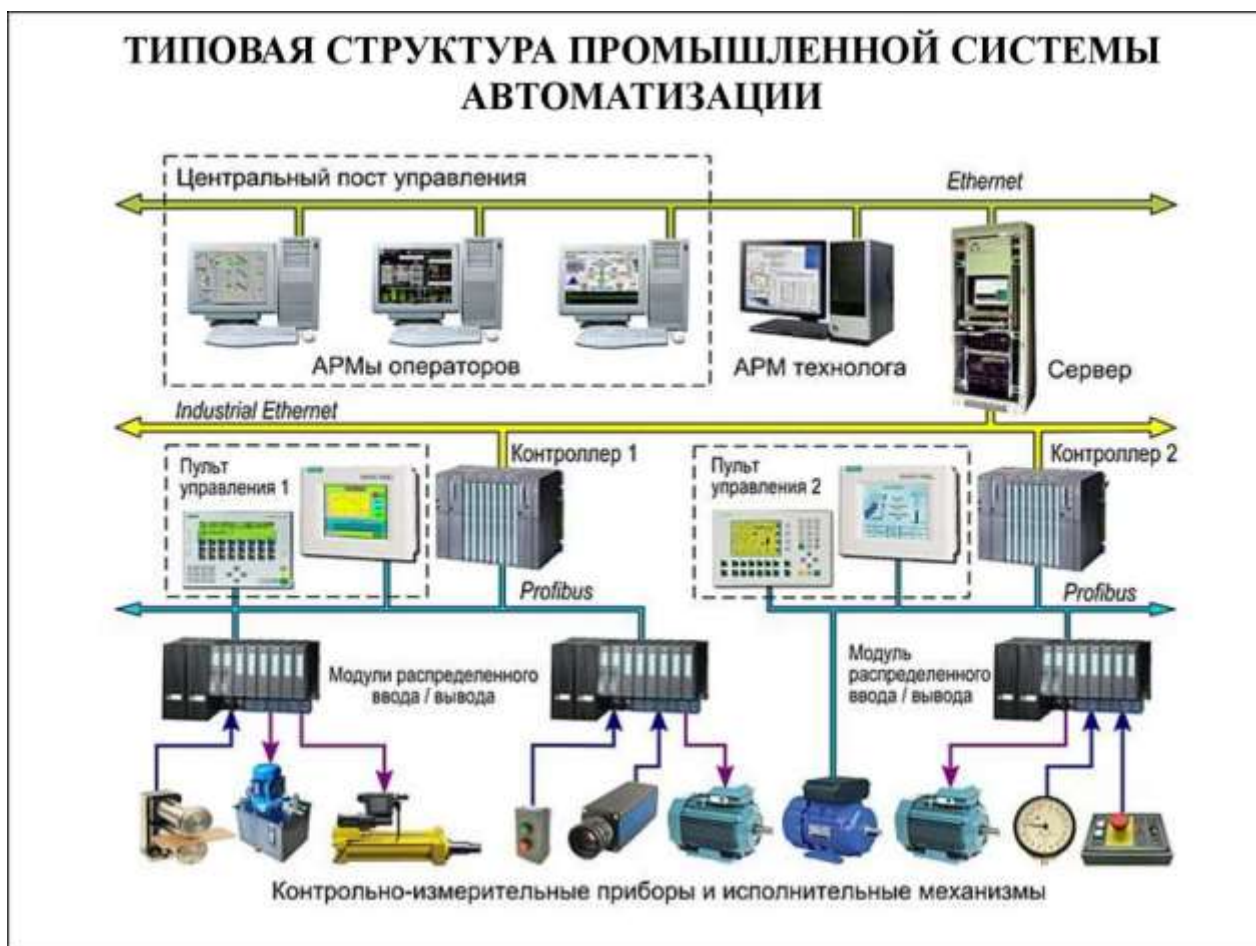 ТИПОВАЯ СТРУКТУРА ПРОМЫШЛЕННОЙ СИСТЕМЫ
АВТОМАТИЗАЦИИ
Центральный пост управления
Ethernet
АРМы операторов
АРМ технолога
Сервер
Industrial Ethernet
Пульт
управления 1
Контроллер 1
Пульт
управления 2
Контроллер 2
Profibus
Profibus
Модули распределенного
ввода / вывода
Модуль
распределенного
ввода / вывода
Контрольно-измерительные приборы и исполнительные механизмы